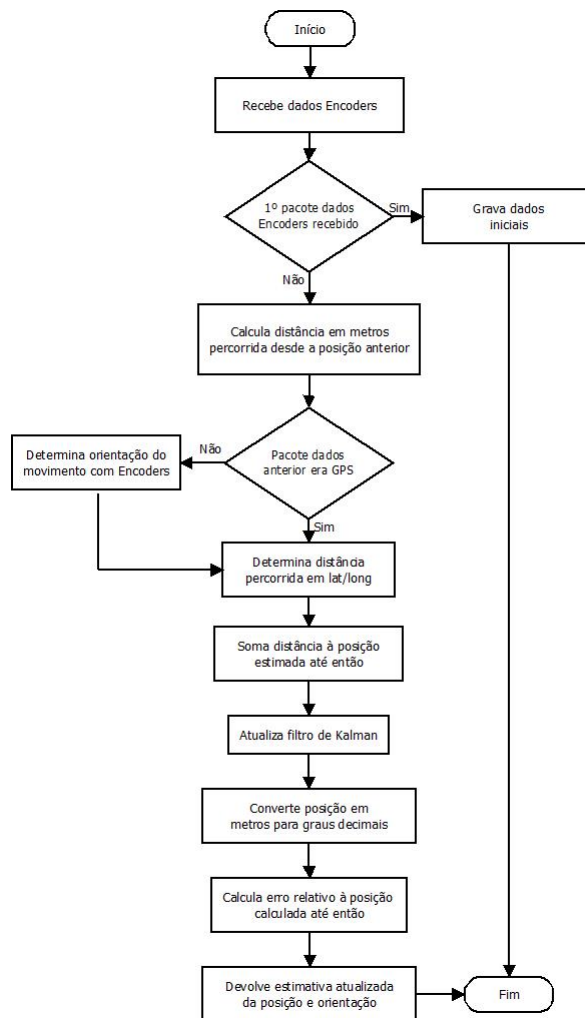 Início
Recebe dados Encoders
1º pacote dados
Encoders recebido
Sim
Grava dados
iniciais
Não
Calcula distância em metros
percorrida desde a posição anterior
Pacote dados
anterior era GPS
Não
Determina orientação do
movimento com Encoders
Sim
Determina distância
percorrida em lat/long
Soma distância à posição
estimada até então
Atualiza filtro de Kalman
Converte posição em
metros para graus decimais
Calcula erro relativo à posição
calculada até então
Devolve estimativa atualizada
da posição e orientação
Fim